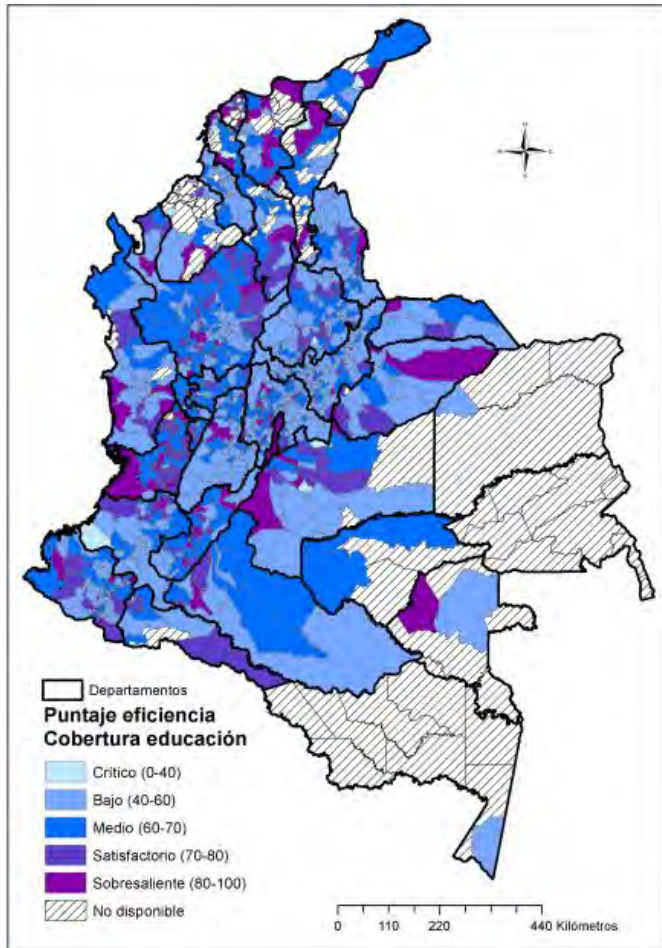 Departamentos
Puntaje eficiencia
Cobertura educación
Crítico (0-40)
Bajo (40-60)
Medio (60-70)
Satisfactorio (70-80)
Sobresaliente (80-100)
No disponible
0 110 220 440 Kilómetros